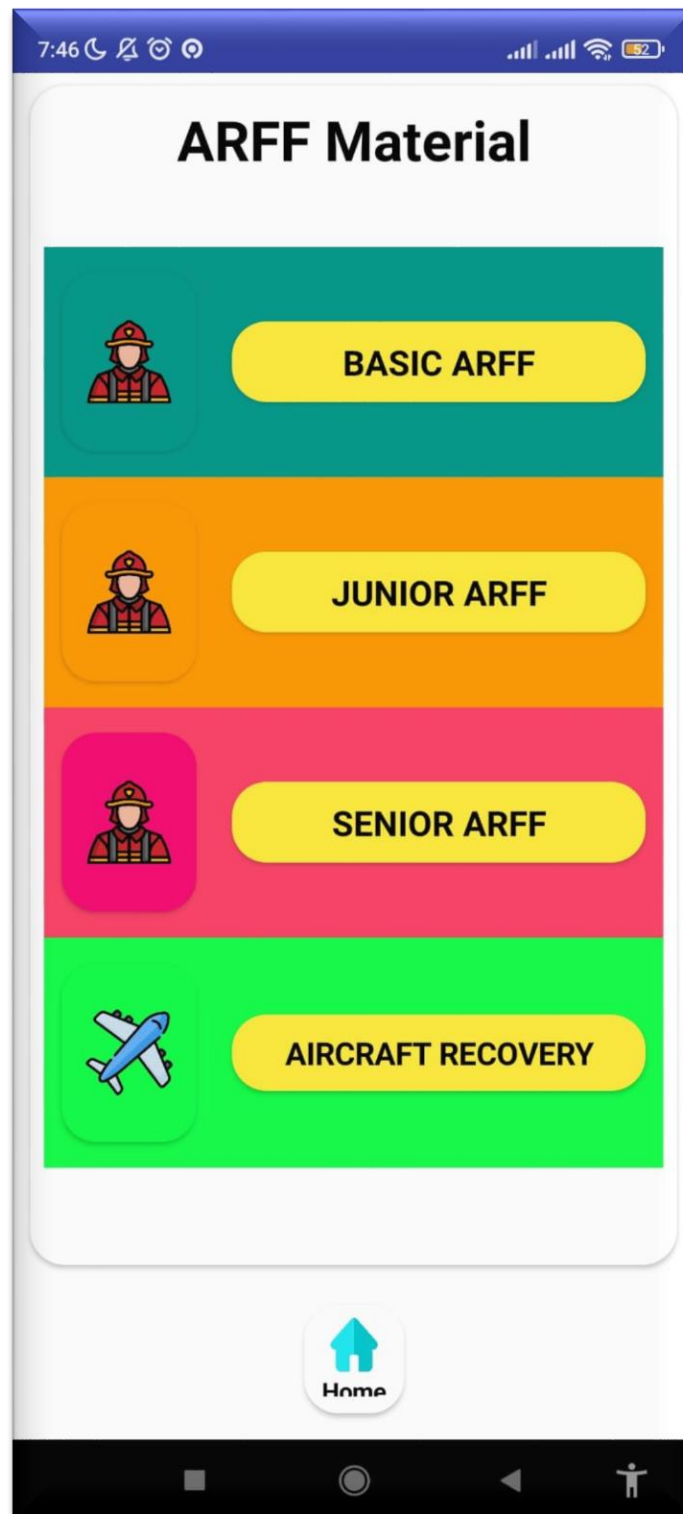 7:46
52
ARFF Material
BASIC ARFF
JUNIOR ARFF
SENIOR ARFF
AIRCRAFT RECOVERY
Home